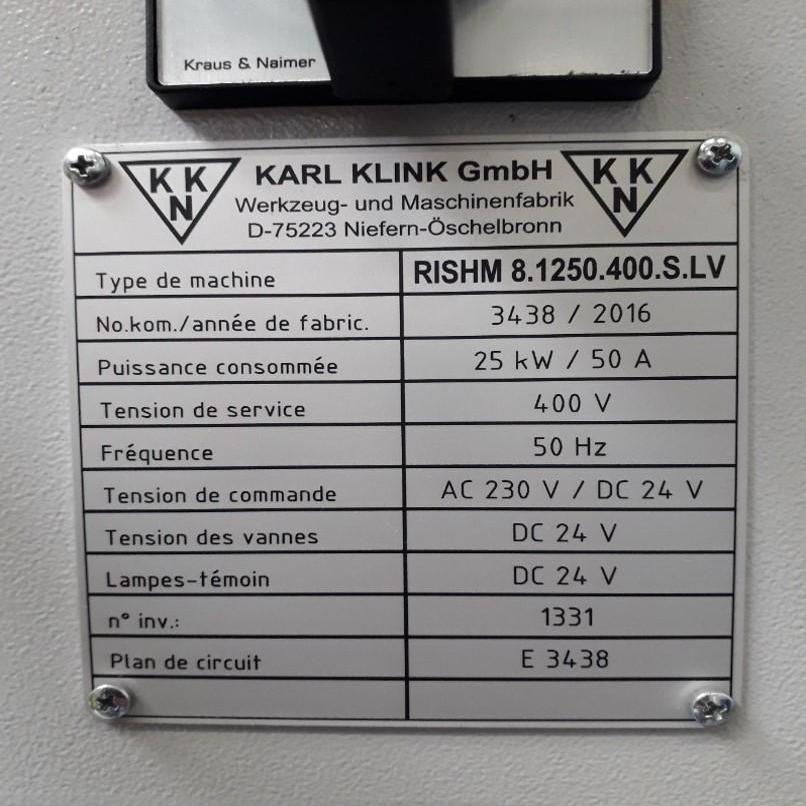 Kraus & Naimer
KKN KARL KLINK GmbH KKN
Werkzeug- und Maschinenfabrik
D-75223 Niefern-Öschelbronn
Type de machine RISHM 8.1250.400.S.LV
No.kom./année de fabric. 3438 / 2016
Puissance consommée 25 kW / 50 A
Tension de service 400 V
Fréquence 50 Hz
Tension de commande AC 230 V / DC 24 V
Tension des vannes DC 24 V
Lampes-témoin DC 24 V
n° inv.: 1331
Plan de circuit E 3438